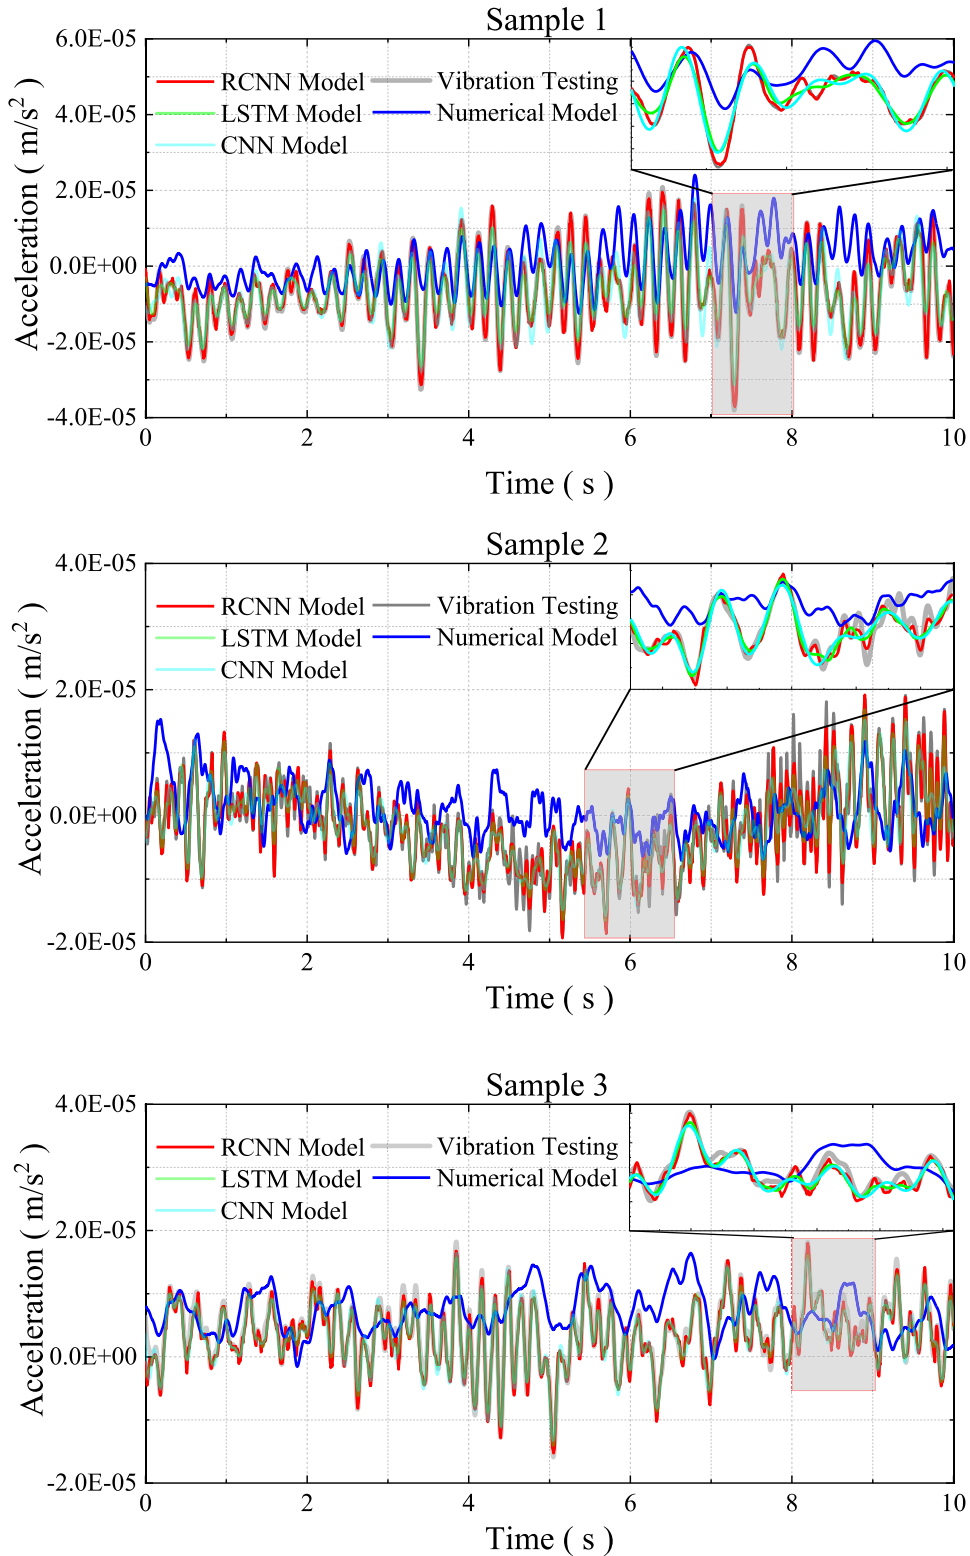 Sample 1
6.0E-05
4.0E-05
2.0E-05
0.0E+00
-2.0E-05
-4.0E-05
Acceleration ( m/s² )
RCNN Model
LSTM Model
CNN Model
Vibration Testing
Numerical Model
0 2 4 6 8 10
Time ( s )
Sample 2
4.0E-05
2.0E-05
0.0E+00
-2.0E-05
Acceleration ( m/s² )
RCNN Model
LSTM Model
CNN Model
Vibration Testing
Numerical Model
0 2 4 6 8 10
Time ( s )
Sample 3
4.0E-05
2.0E-05
0.0E+00
-2.0E-05
Acceleration ( m/s² )
RCNN Model
LSTM Model
CNN Model
Vibration Testing
Numerical Model
0 2 4 6 8 10
Time ( s )